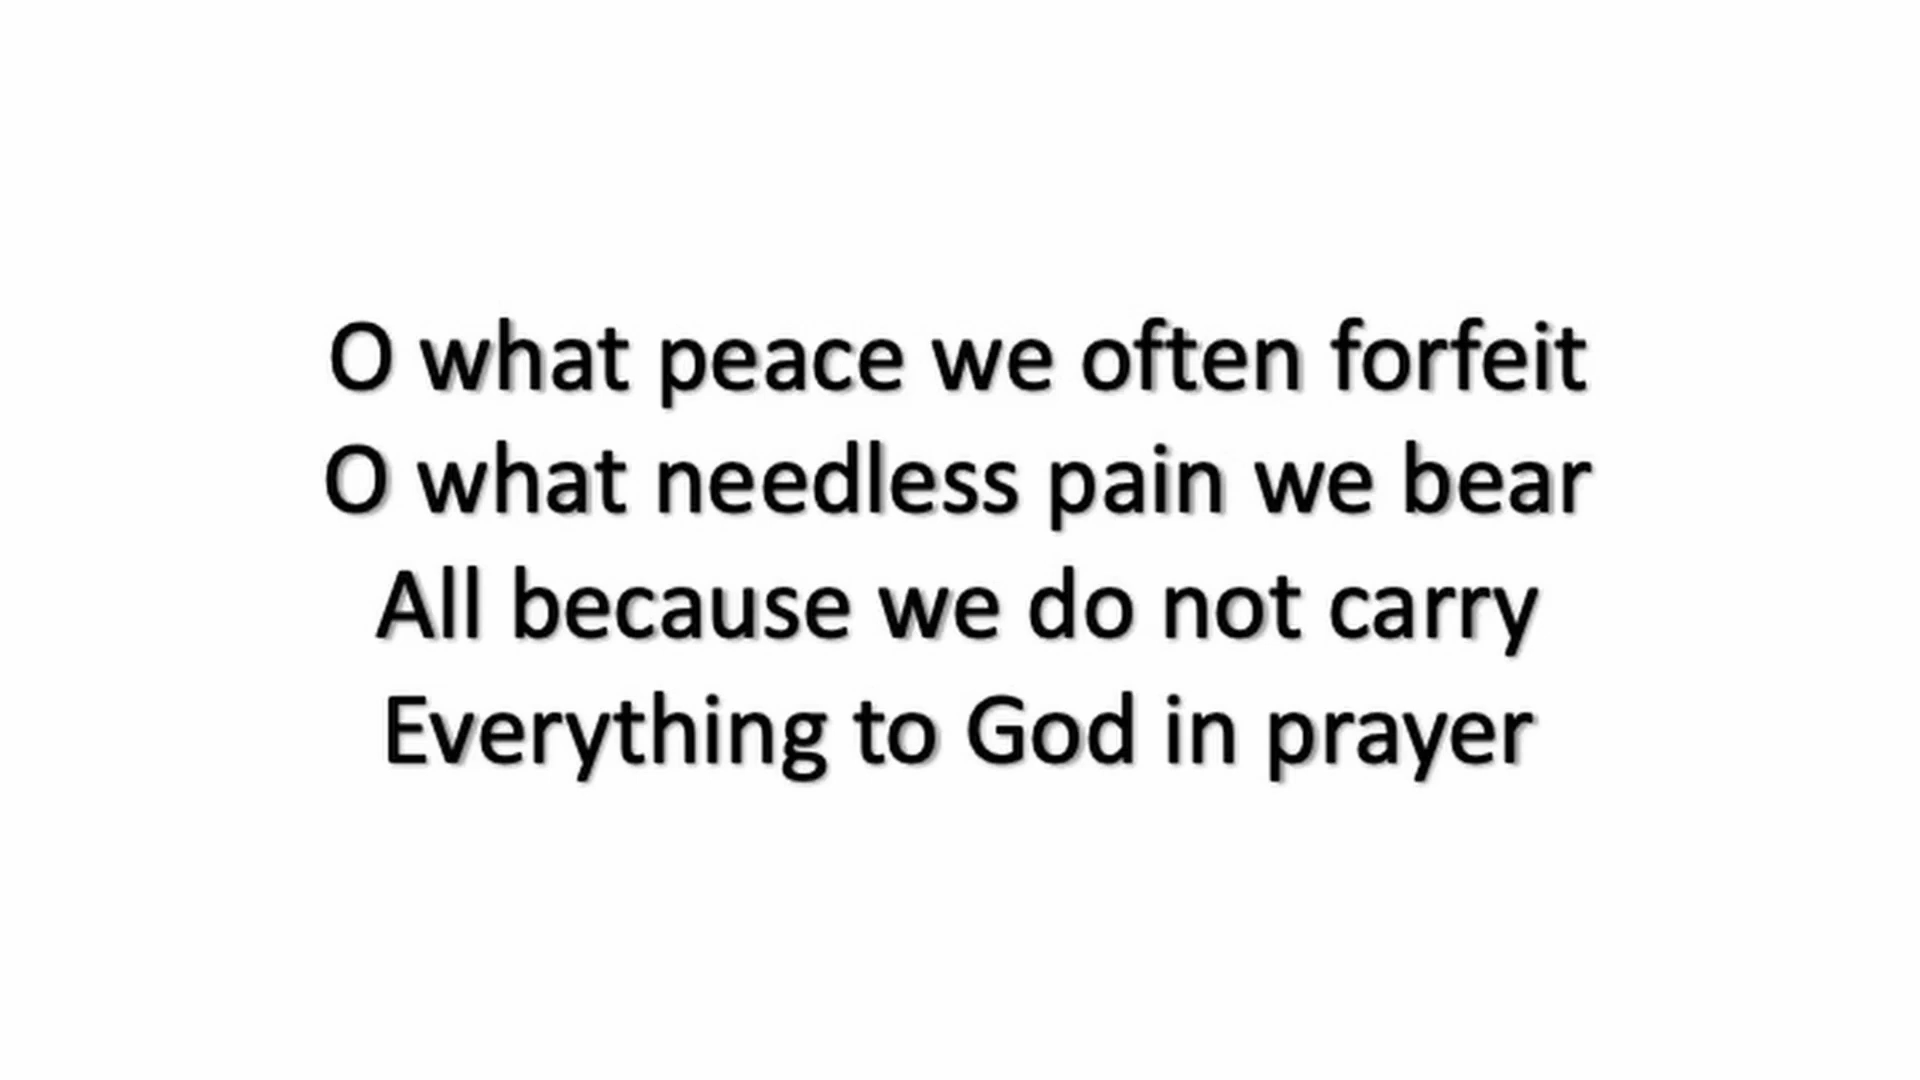 O what peace we often forfeit
O what needless pain we bear
All because we do not carry
Everything to God in prayer